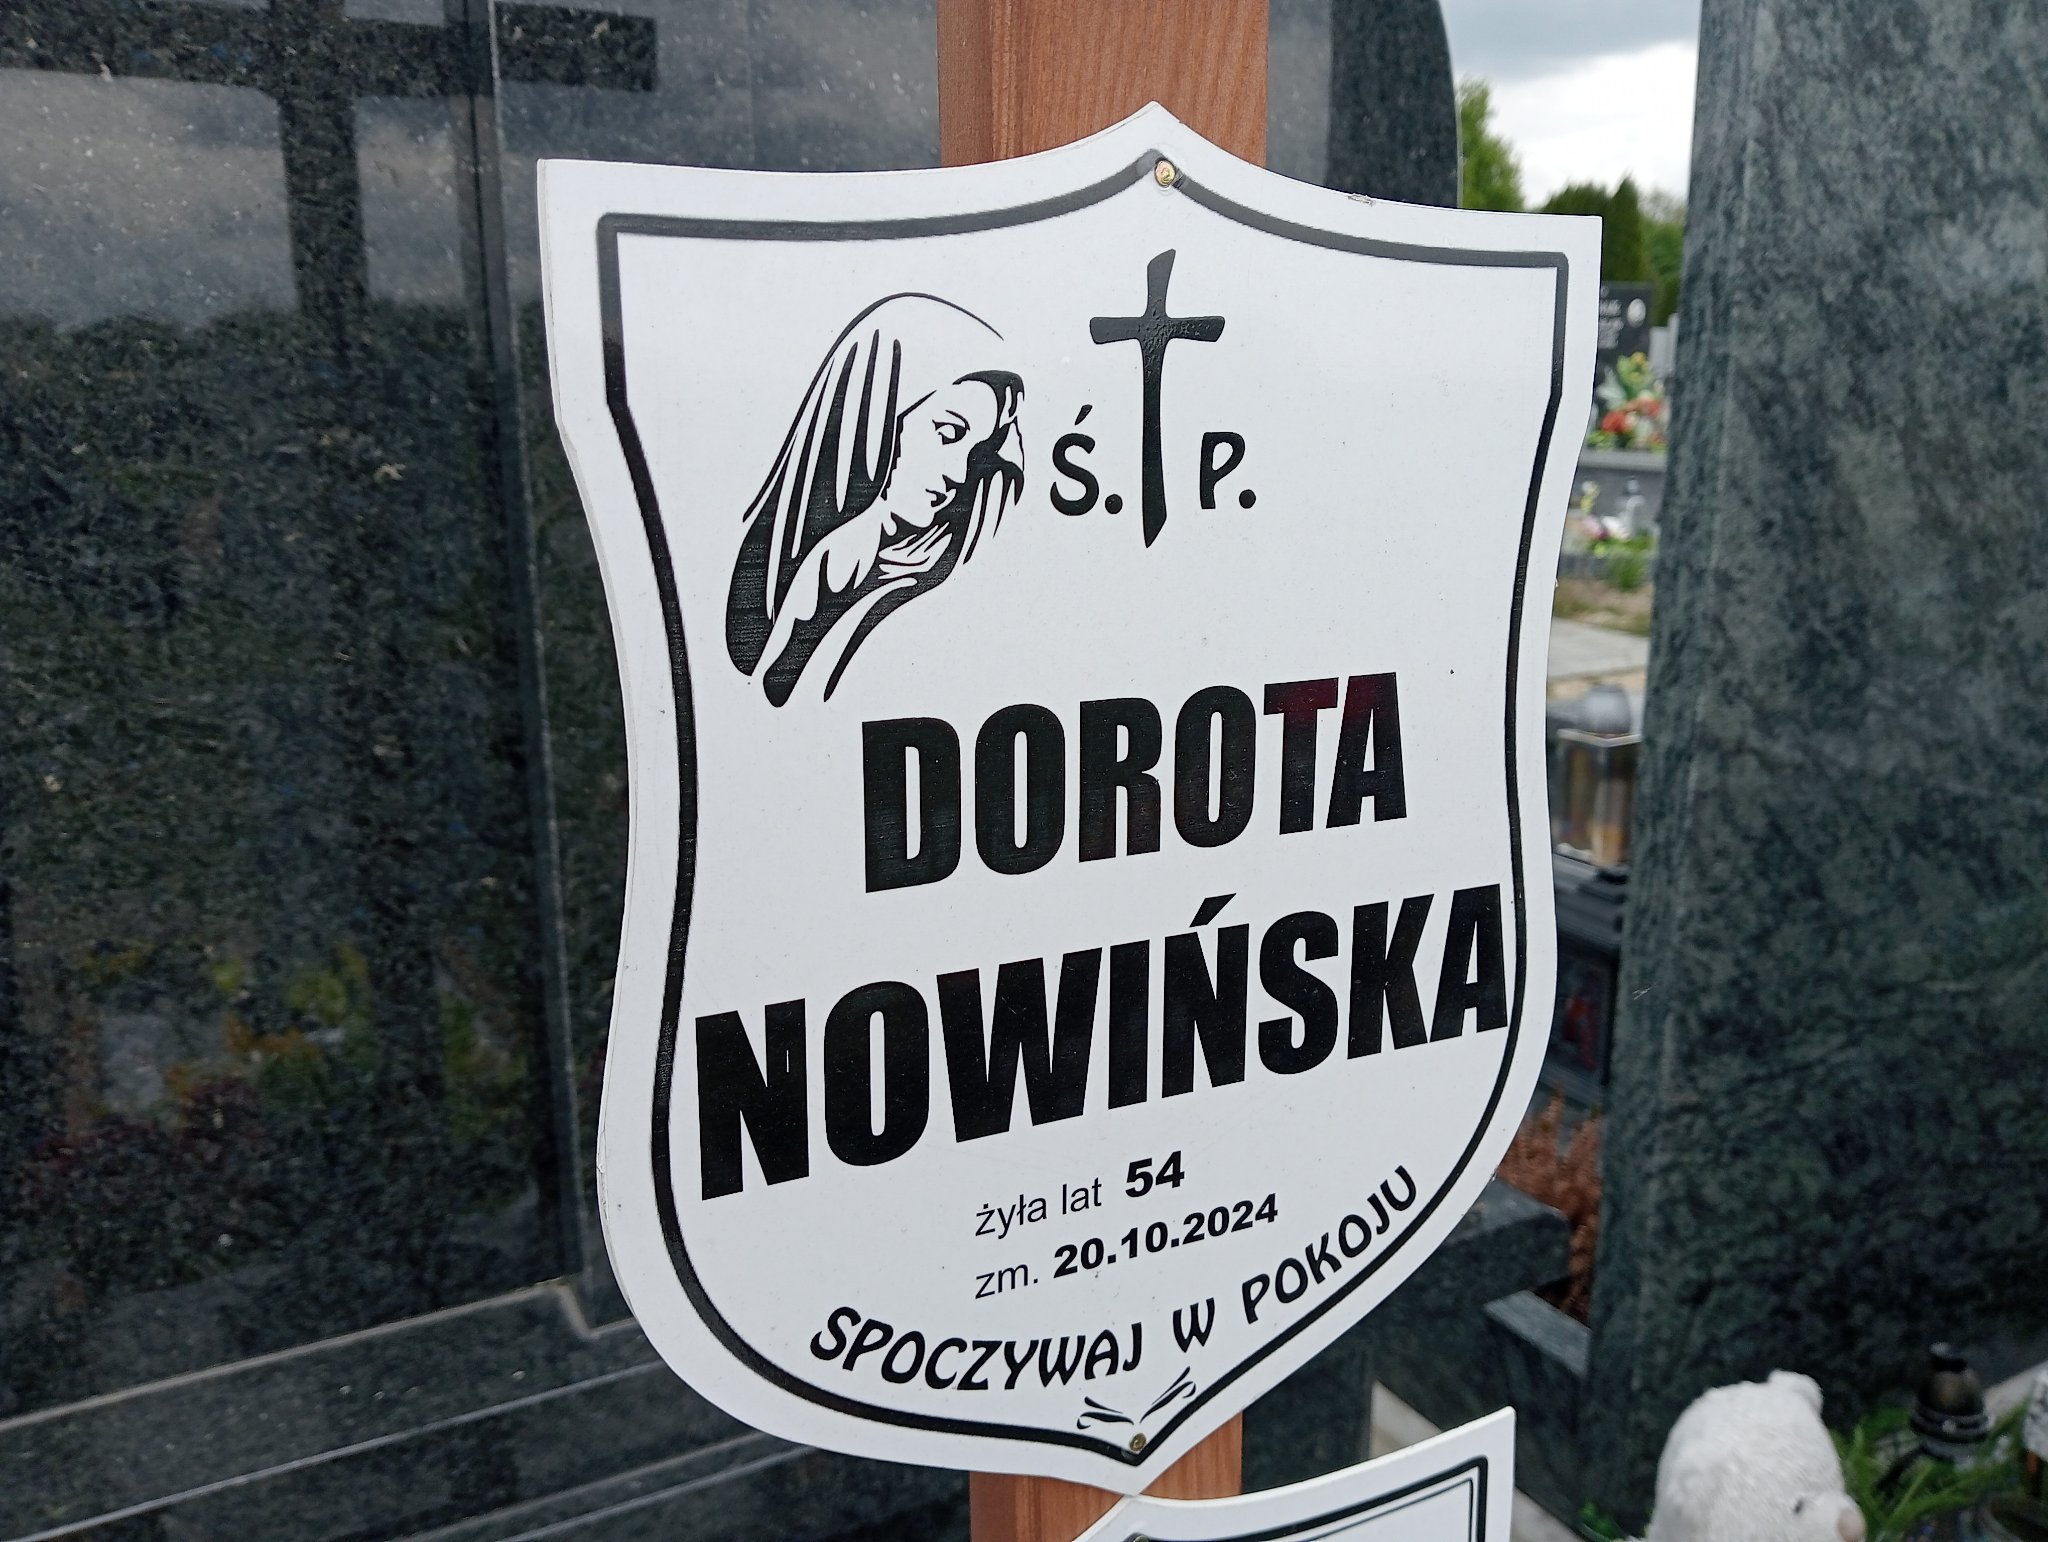 Ś. P.
DOROTA
NOWIŃSKA
żyła lat 54
zm. 20.10.2024
SPOCZYWAJ W POKOJU